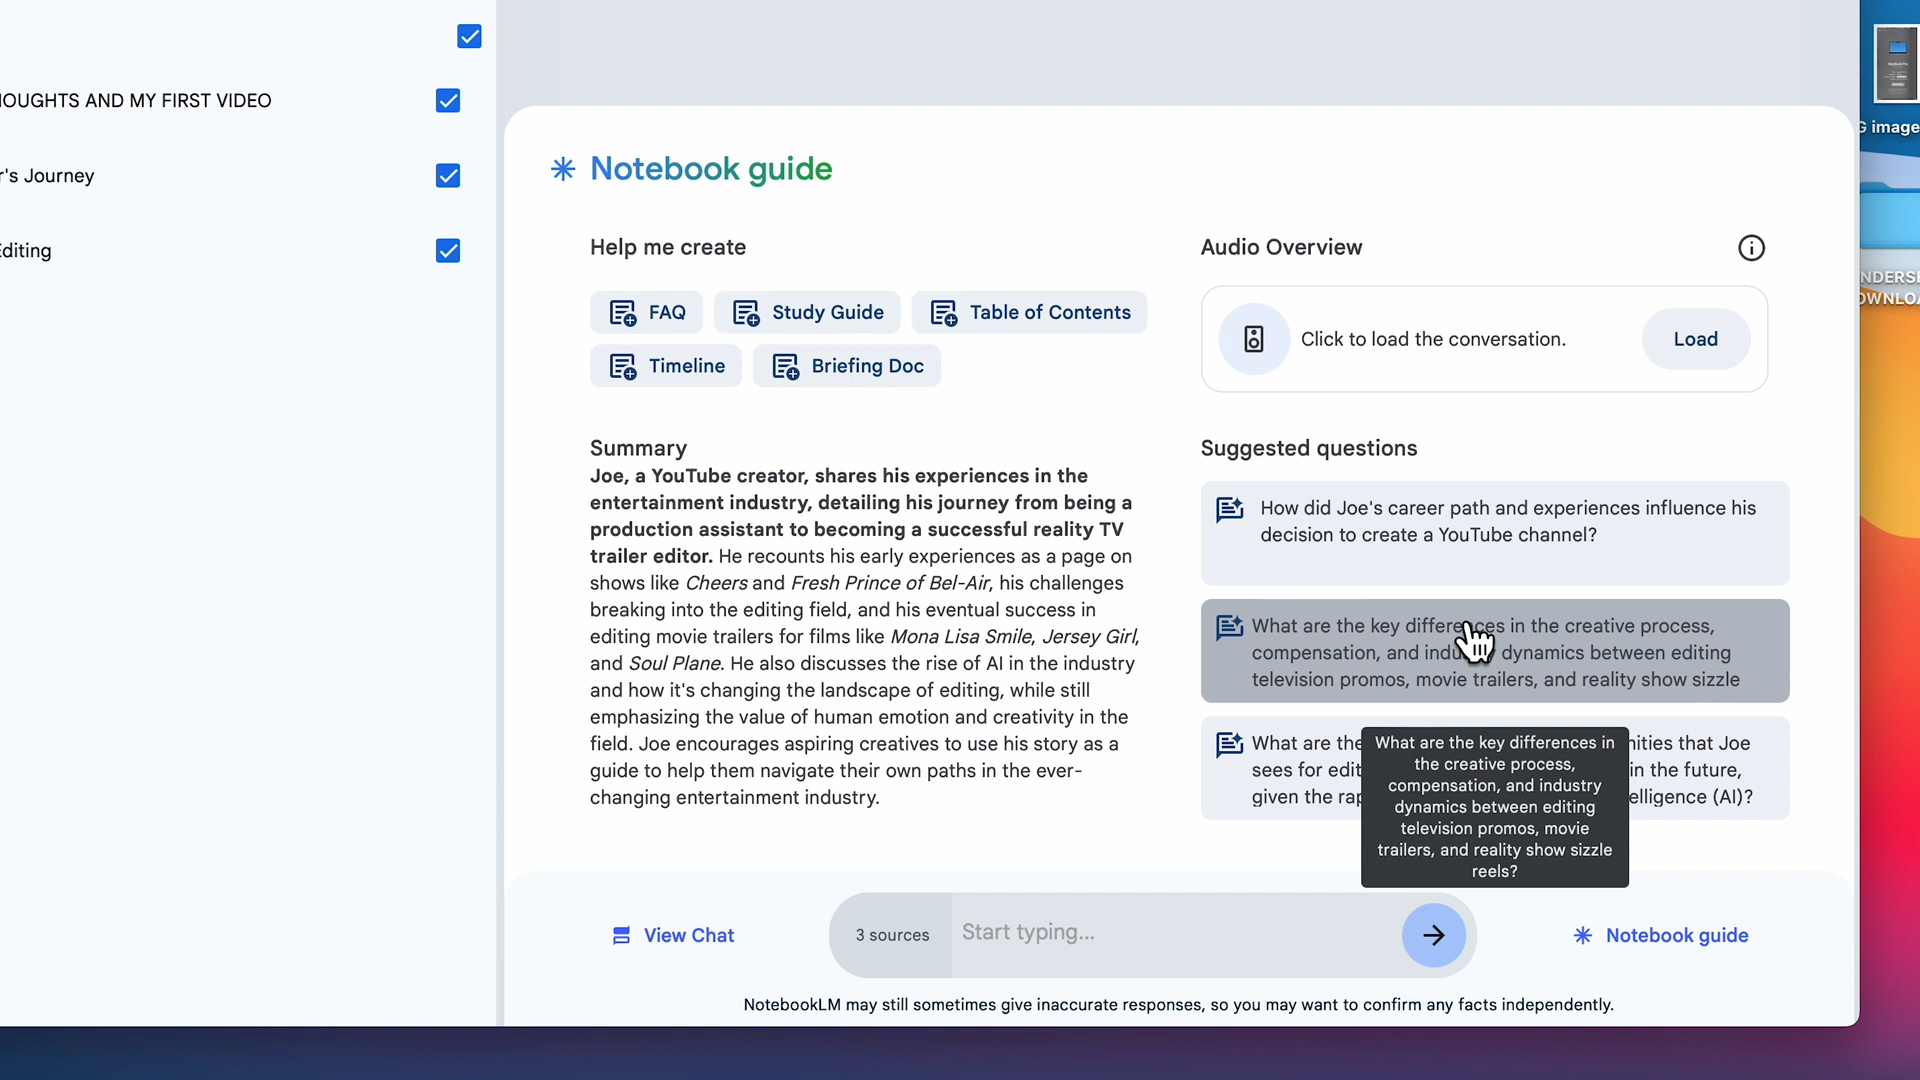 OUGHTS AND MY FIRST VIDEO
r's Journey
Editing
Notebook guide
Help me create
FAQ
Study Guide
Table of Contents
Timeline
Briefing Doc
Summary
Joe, a YouTube creator, shares his experiences in the
entertainment industry, detailing his journey from being a
production assistant to becoming a successful reality TV
trailer editor. He recounts his early experiences as a page on
shows like Cheers and Fresh Prince of Bel-Air, his challenges
breaking into the editing field, and his eventual success in
editing movie trailers for films like Mona Lisa Smile, Jersey Girl,
and Soul Plane. He also discusses the rise of AI in the industry
and how it's changing the landscape of editing, while still
emphasizing the value of human emotion and creativity in the
field. Joe encourages aspiring creatives to use his story as a
guide to help them navigate their own paths in the ever-
changing entertainment industry.
Audio Overview
Click to load the conversation.
Load
Suggested questions
How did Joe's career path and experiences influence his
decision to create a YouTube channel?
What are the key differences in the creative process,
compensation, and dynamics between editing
television promos, movie trailers, and reality show sizzle
What are the nities that Joe
sees for edit in the future,
given the rap elligence (AI)?
What are the key differences in
the creative process,
compensation, and industry
dynamics between editing
television promos, movie
trailers, and reality show sizzle
reels?
View Chat
3 sources
Start typing...
Notebook guide
NotebookLM may still sometimes give inaccurate responses, so you may want to confirm any facts independently.
G image
NDERS
OWNLO